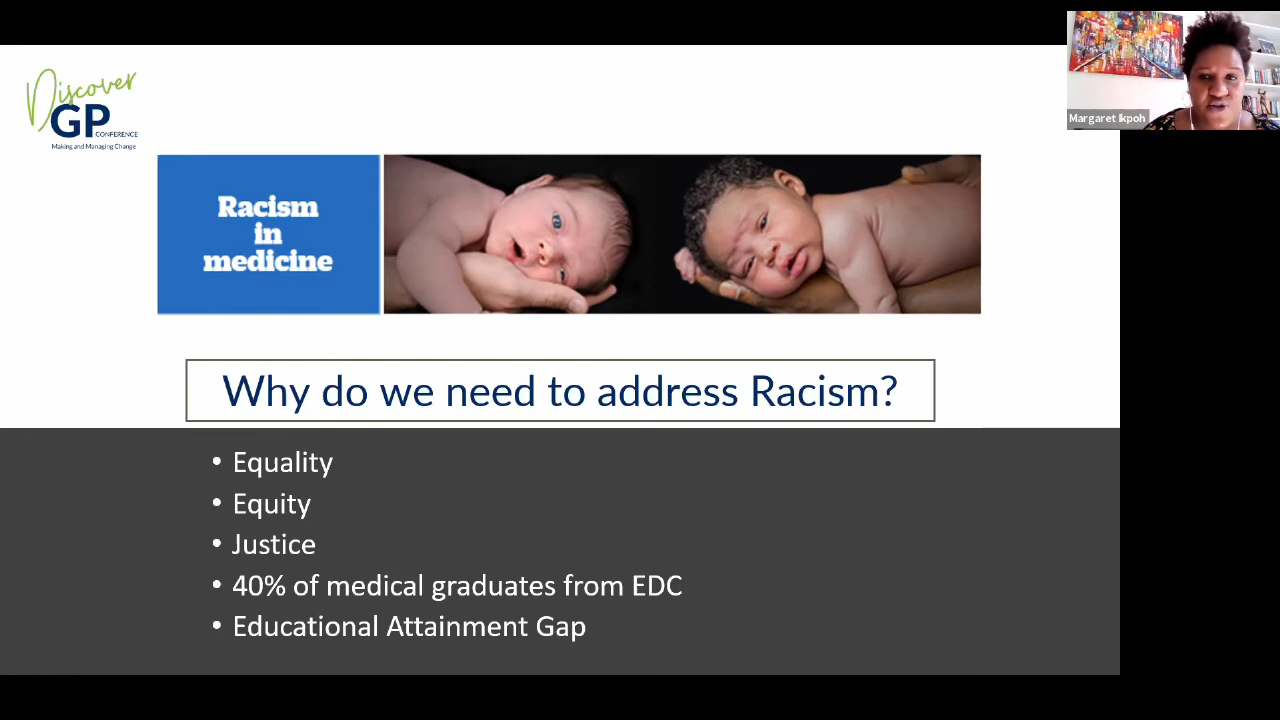 Discover
GP
CONFERENCE
Making and Managing Change
Margaret Ikpoh
Racism
in
medicine
Why do we need to address Racism?
• Equality
• Equity
• Justice
• 40% of medical graduates from EDC
• Educational Attainment Gap